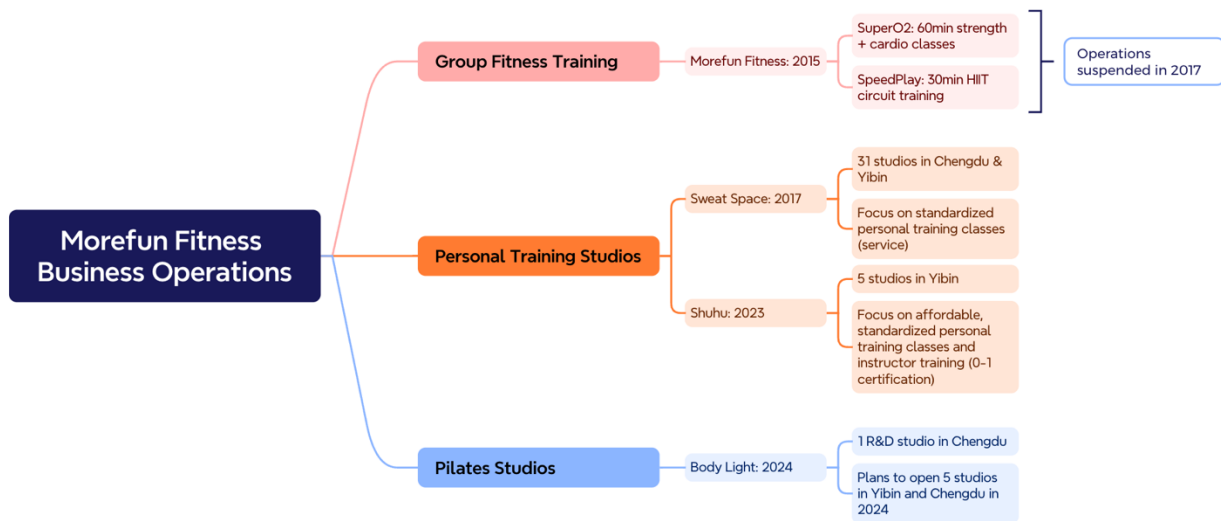 Morefun Fitness
Business Operations
Group Fitness Training
Morefun Fitness: 2015
SuperO2: 60min strength
+ cardio classes
SpeedPlay: 30min HIIT
circuit training
Operations
suspended in 2017
Personal Training Studios
Sweat Space: 2017
31 studios in Chengdu &
Yibin
Focus on standardized
personal training classes
(service)
Shuhu: 2023
5 studios in Yibin
Focus on affordable,
standardized personal
training classes and
instructor training (0-1
certification)
Pilates Studios
Body Light: 2024
1 R&D studio in Chengdu
Plans to open 5 studios
in Yibin and Chengdu in
2024